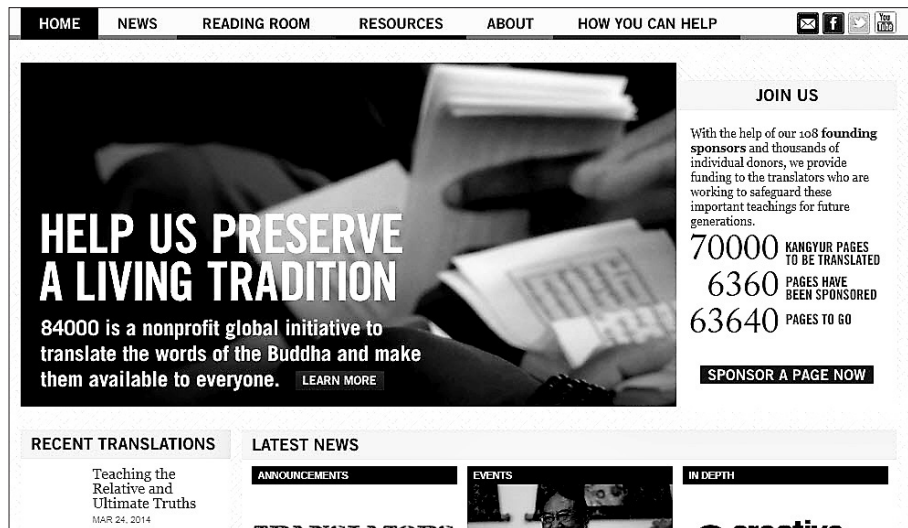 HOME NEWS READING ROOM RESOURCES ABOUT HOW YOU CAN HELP
You Tube
HELP US PRESERVE
A LIVING TRADITION
84000 is a nonprofit global initiative to
translate the words of the Buddha and make
them available to everyone. LEARN MORE
JOIN US
With the help of our 108 founding
sponsors and thousands of
individual donors, we provide
funding to the translators who are
working to safeguard these
important teachings for future
generations.
70000 KANGYUR PAGES
TO BE TRANSLATED
6360 PAGES HAVE
BEEN SPONSORED
63640 PAGES TO GO
SPONSOR A PAGE NOW
RECENT TRANSLATIONS
Teaching the
Relative and
Ultimate Truths
MAR 24, 2014
LATEST NEWS
ANNOUNCEMENTS EVENTS IN DEPTH
TRANSLATORS creative